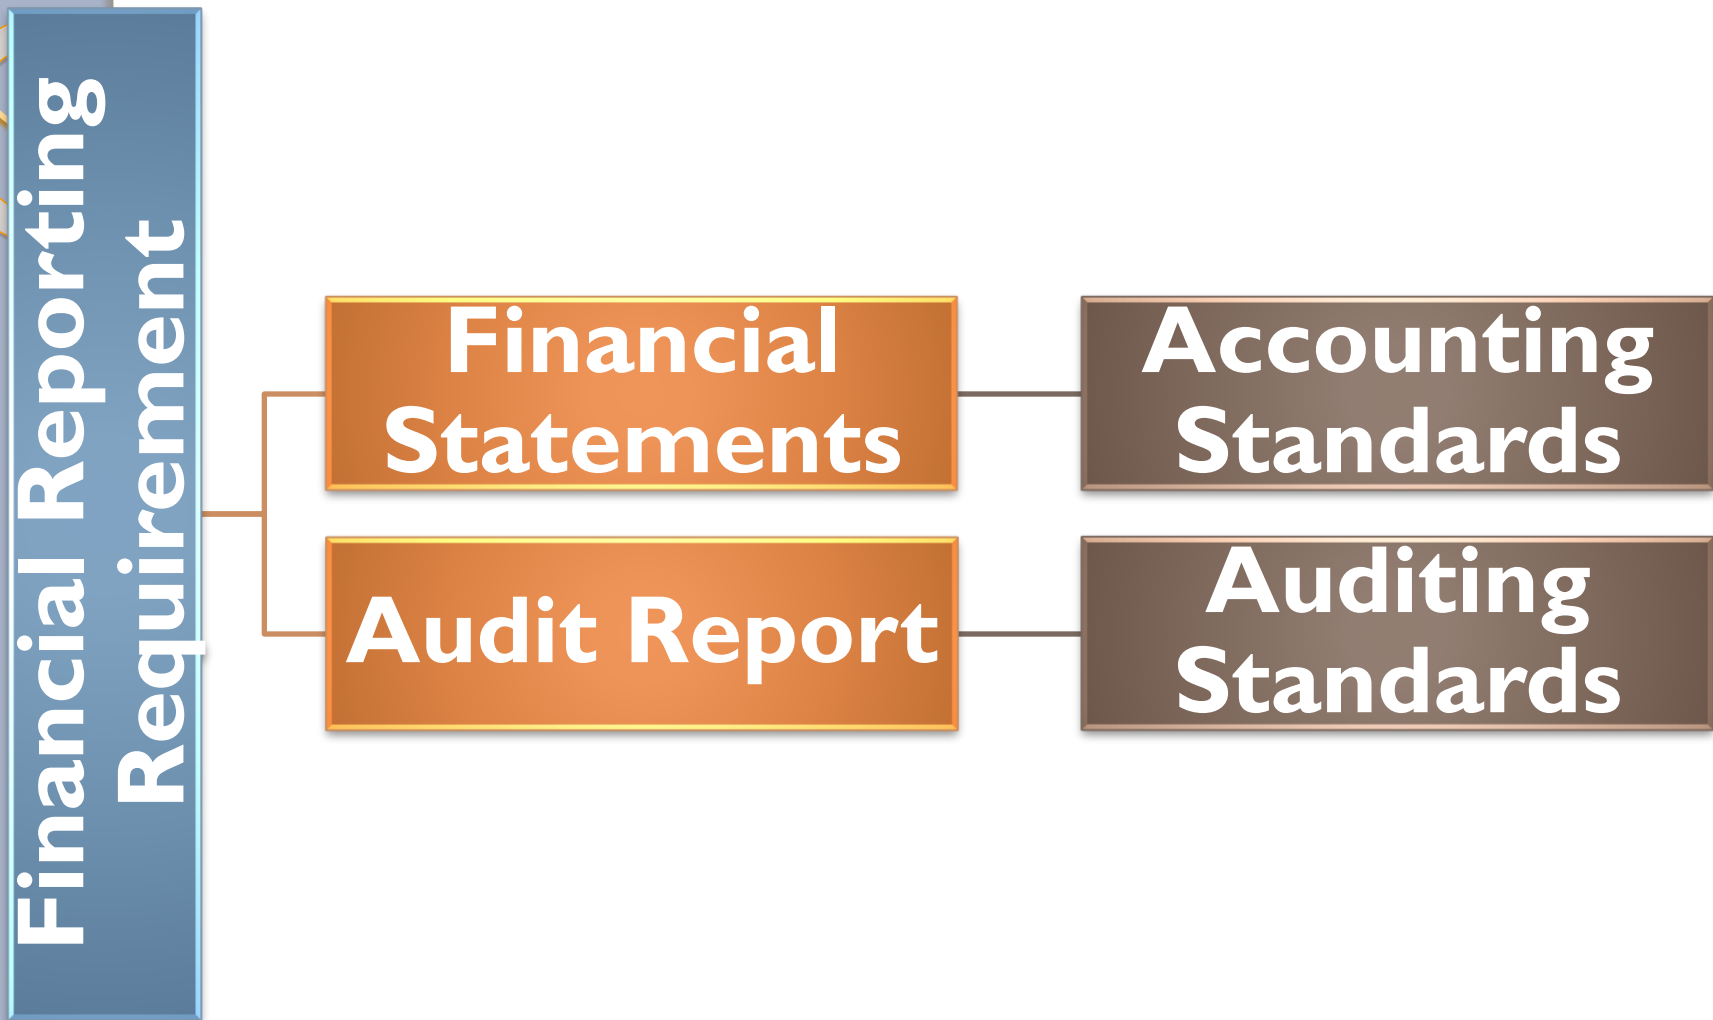 Financial Reporting
Requirement
Financial
Statements
Accounting
Standards
Audit Report
Auditing
Standards